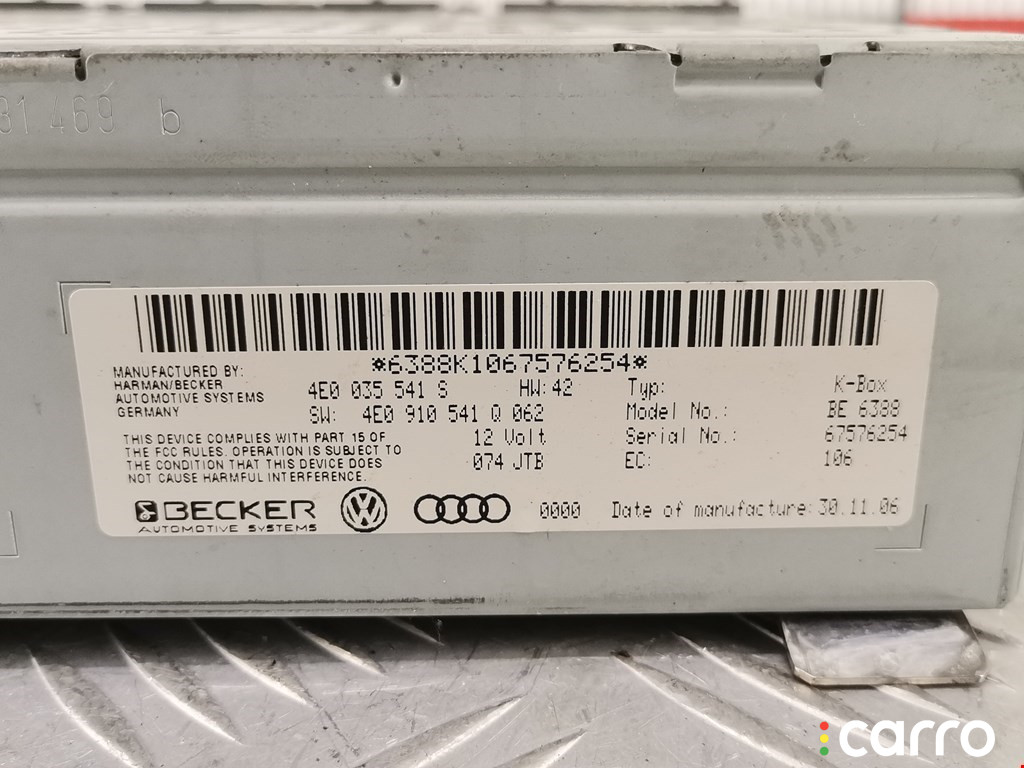 81 469 b
*6388K1067576254*
MANUFACTURED BY:
HARMAN/BECKER
AUTOMOTIVE SYSTEMS
GERMANY
4E0 035 541 S HW: 42
SW: 4E0 910 541 Q 062
12 Volt
074 JTB
Typ: K-Box
Model No.: BE 6388
Serial No.: 67576254
EC: 106
THIS DEVICE COMPLIES WITH PART 15 OF
THE FCC RULES. OPERATION IS SUBJECT TO
THE CONDITION THAT THIS DEVICE DOES
NOT CAUSE HARMFUL INTERFERENCE.
BECKER
AUTOMOTIVE SYSTEMS
0000 Date of manufacture: 30.11.06
carro